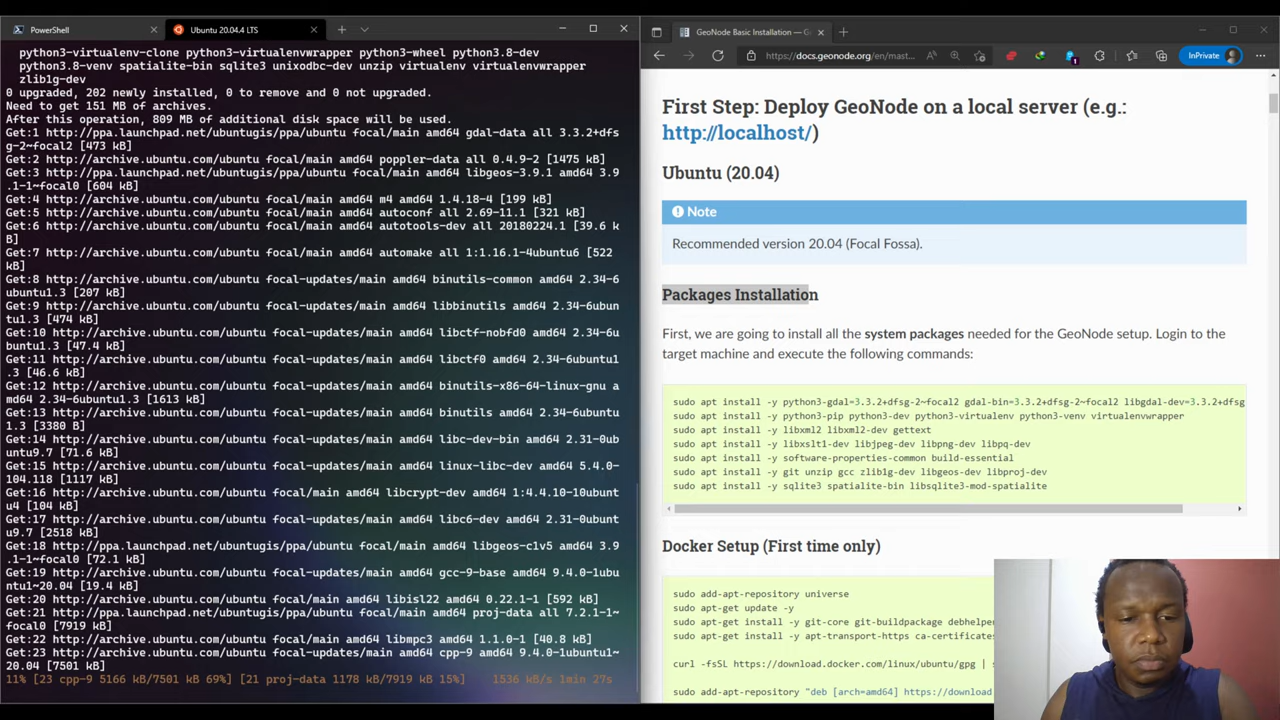 PowerShell
Ubuntu 20.04.4 LTS
python3-virtualenv-clone python3-virtualenvwrapper python3-wheel python3.8-dev
python3.8-venv spatialite-bin sqlite3 unixodbc-dev unzip virtualenv virtualenvwrapper
zlib1g-dev
0 upgraded, 202 newly installed, 0 to remove and 0 not upgraded.
Need to get 151 MB of archives.
After this operation, 809 MB of additional disk space will be used.
Get:1 http://ppa.launchpad.net/ubuntugis/ppa/ubuntu focal/main amd64 gdal-data all 3.3.2+dfs
g-2~focal2 [473 kB]
Get:2 http://archive.ubuntu.com/ubuntu focal/main amd64 poppler-data all 0.4.9-2 [1475 kB]
Get:3 http://ppa.launchpad.net/ubuntugis/ppa/ubuntu focal/main amd64 libgeos-3.9.1 amd64 3.9
.1-1~focal0 [604 kB]
Get:4 http://archive.ubuntu.com/ubuntu focal/main amd64 m4 amd64 1.4.18-4 [199 kB]
Get:5 http://archive.ubuntu.com/ubuntu focal/main amd64 autoconf all 2.69-11.1 [321 kB]
Get:6 http://archive.ubuntu.com/ubuntu focal/main amd64 autotools-dev all 20180224.1 [39.6 k
B]
Get:7 http://archive.ubuntu.com/ubuntu focal/main amd64 automake all 1:1.16.1-4ubuntu6 [522
kB]
Get:8 http://archive.ubuntu.com/ubuntu focal-updates/main amd64 binutils-common amd64 2.34-6
ubuntu1.3 [207 kB]
Get:9 http://archive.ubuntu.com/ubuntu focal-updates/main amd64 libbinutils amd64 2.34-6ubun
tu1.3 [474 kB]
Get:10 http://archive.ubuntu.com/ubuntu focal-updates/main amd64 libctf-nobfd0 amd64 2.34-6u
buntu1.3 [47.4 kB]
Get:11 http://archive.ubuntu.com/ubuntu focal-updates/main amd64 libctf0 amd64 2.34-6ubuntu1
.3 [46.6 kB]
Get:12 http://archive.ubuntu.com/ubuntu focal-updates/main amd64 binutils-x86-64-linux-gnu a
md64 2.34-6ubuntu1.3 [1613 kB]
Get:13 http://archive.ubuntu.com/ubuntu focal-updates/main amd64 binutils amd64 2.34-6ubuntu
1.3 [3380 B]
Get:14 http://archive.ubuntu.com/ubuntu focal-updates/main amd64 libc-dev-bin amd64 2.31-0ub
untu9.7 [71.6 kB]
Get:15 http://archive.ubuntu.com/ubuntu focal-updates/main amd64 linux-libc-dev amd64 5.4.0-
104.118 [1117 kB]
Get:16 http://archive.ubuntu.com/ubuntu focal/main amd64 libcrypt-dev amd64 1:4.4.10-10ubunt
u4 [104 kB]
Get:17 http://archive.ubuntu.com/ubuntu focal-updates/main amd64 libc6-dev amd64 2.31-0ubunt
u9.7 [2518 kB]
Get:18 http://ppa.launchpad.net/ubuntugis/ppa/ubuntu focal/main amd64 libgeos-c1v5 amd64 3.9
.1-1~focal0 [72.1 kB]
Get:19 http://archive.ubuntu.com/ubuntu focal-updates/main amd64 gcc-9-base amd64 9.4.0-1ubu
ntu1~20.04 [19.4 kB]
Get:20 http://archive.ubuntu.com/ubuntu focal/main amd64 libisl22 amd64 0.22.1-1 [592 kB]
Get:21 http://ppa.launchpad.net/ubuntugis/ppa/ubuntu focal/main amd64 proj-data all 7.2.1-1~
focal0 [7919 kB]
Get:22 http://archive.ubuntu.com/ubuntu focal/main amd64 libmpc3 amd64 1.1.0-1 [40.8 kB]
Get:23 http://archive.ubuntu.com/ubuntu focal-updates/main amd64 cpp-9 amd64 9.4.0-1ubuntu1~
20.04 [7501 kB]
11% [23 cpp-9 5166 kB/7501 kB 69%] [21 proj-data 1178 kB/7919 kB 15%] 1536 kB/s 1min 27s
GeoNode Basic Installation — G
https://docs.geonode.org/en/mast...
InPrivate
First Step: Deploy GeoNode on a local server (e.g.:
http://localhost/)
Ubuntu (20.04)
Note
Recommended version 20.04 (Focal Fossa).
Packages Installation
First, we are going to install all the system packages needed for the GeoNode setup. Login to the
target machine and execute the following commands:
sudo apt install -y python3-gdal=3.3.2+dfsg-2~focal2 gdal-bin=3.3.2+dfsg-2~focal2 libgdal-dev=3.3.2+dfsg
sudo apt install -y python3-pip python3-dev python3-virtualenv python3-venv virtualenvwrapper
sudo apt install -y libxml2 libxml2-dev gettext
sudo apt install -y libxslt1-dev libjpeg-dev libpng-dev libpq-dev
sudo apt install -y software-properties-common build-essential
sudo apt install -y git unzip gcc zlib1g-dev libgeos-dev libproj-dev
sudo apt install -y sqlite3 spatialite-bin libsqlite3-mod-spatialite
Docker Setup (First time only)
sudo add-apt-repository universe
sudo apt-get update -y
sudo apt-get install -y git-core git-buildpackage debhelpe
sudo apt-get install -y apt-transport-https ca-certificates
curl -fsSL https://download.docker.com/linux/ubuntu/gpg | s
sudo add-apt-repository "deb [arch=amd64] https://download